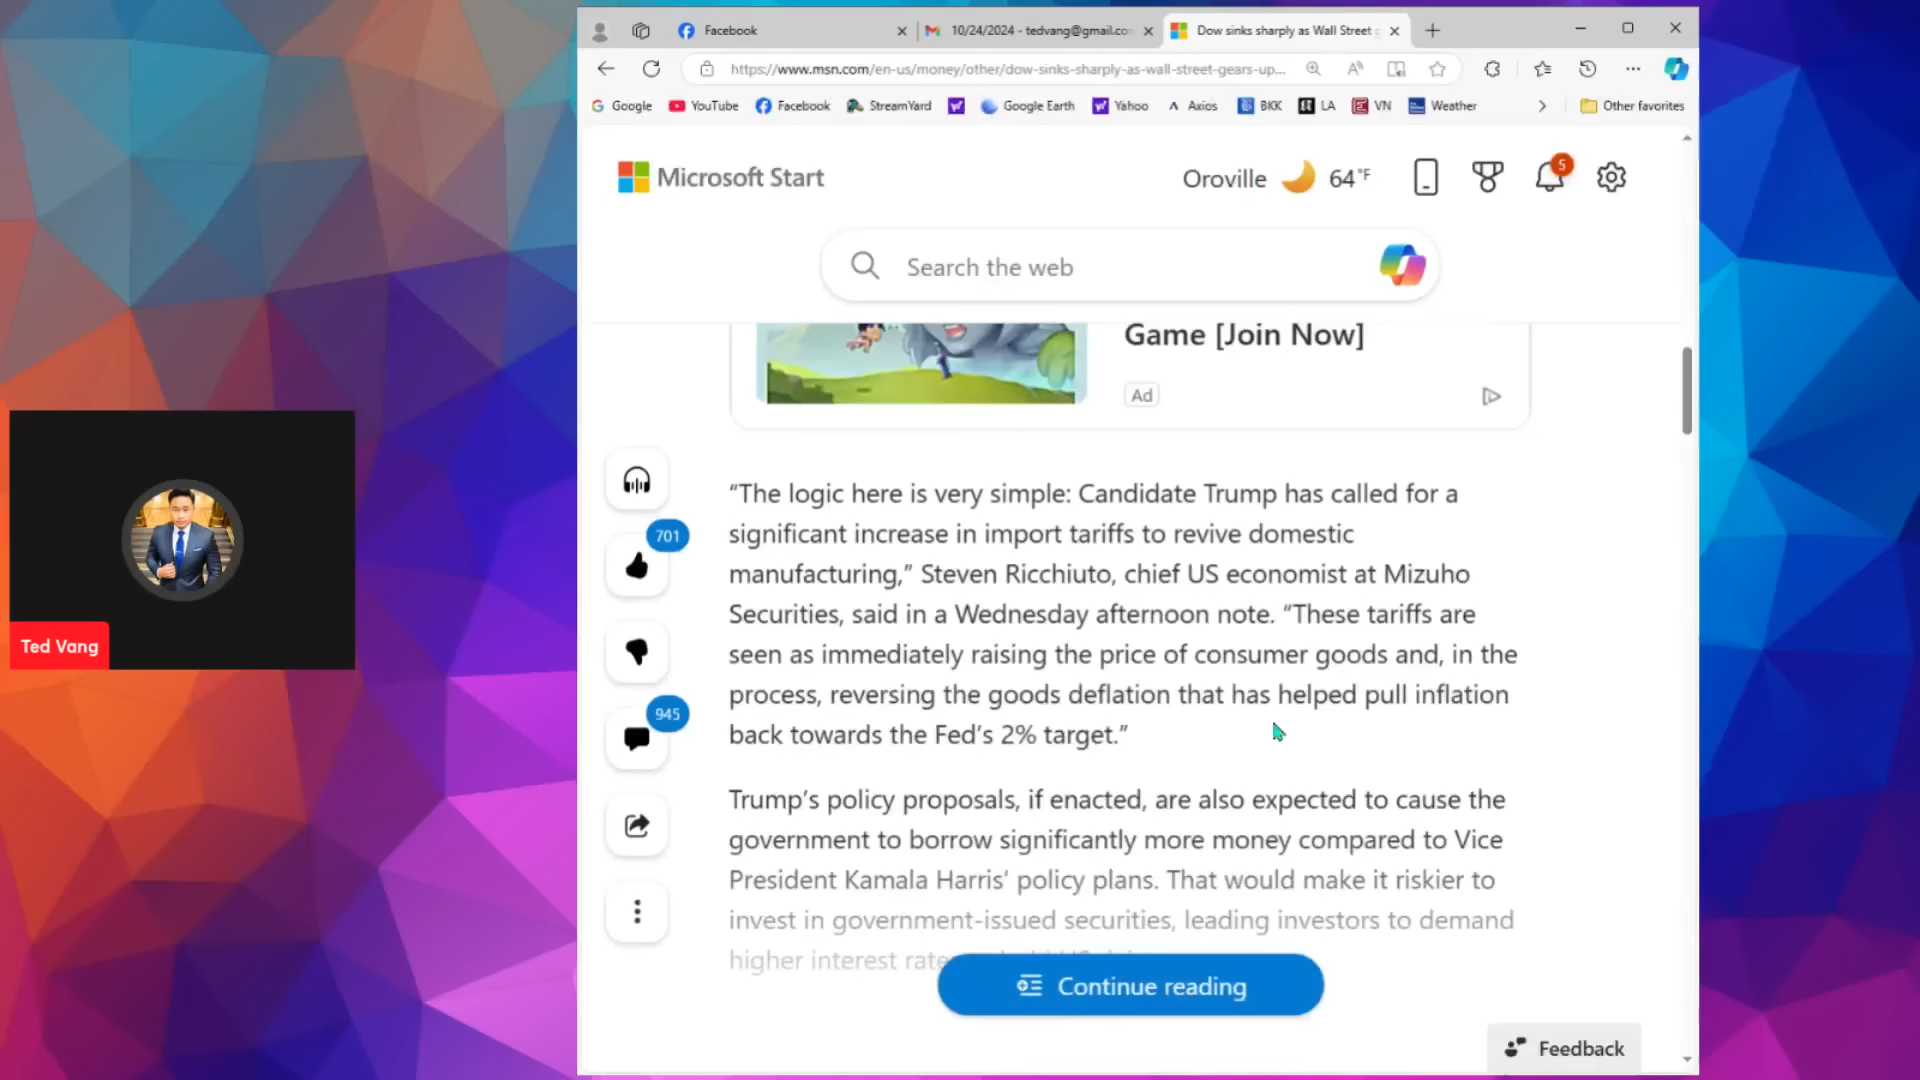 Facebook
10/24/2024 - tedvang@gmail.co
Dow sinks sharply as Wall Street
https://www.msn.com/en-us/money/other/dow-sinks-sharply-as-wall-street-gears-up...
Google
YouTube
Facebook
StreamYard
Google Earth
Yahoo
Axios
BKK
LA
VN
Weather
Other favorites
Microsoft Start
Oroville
64°F
5
Search the web
Game [Join Now]
Ad
701
945
“The logic here is very simple: Candidate Trump has called for a
significant increase in import tariffs to revive domestic
manufacturing,” Steven Ricchiuto, chief US economist at Mizuho
Securities, said in a Wednesday afternoon note. “These tariffs are
seen as immediately raising the price of consumer goods and, in the
process, reversing the goods deflation that has helped pull inflation
back towards the Fed’s 2% target.”
Trump’s policy proposals, if enacted, are also expected to cause the
government to borrow significantly more money compared to Vice
President Kamala Harris’ policy plans. That would make it riskier to
invest in government-issued securities, leading investors to demand
higher interest rate
Continue reading
Feedback
Ted Vang